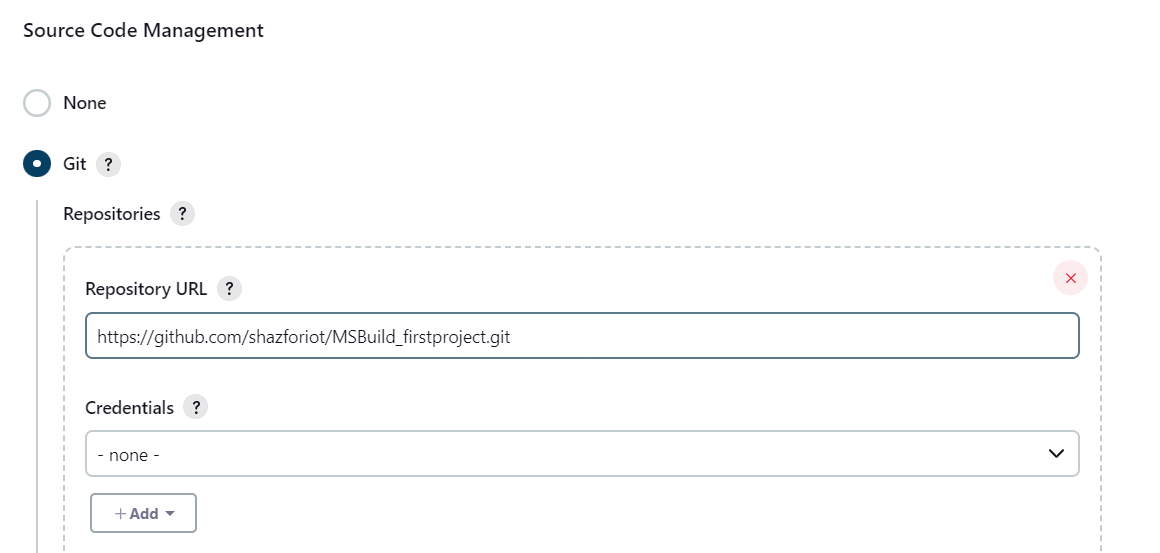 Source Code Management
None
Git ?
Repositories ?
Repository URL ?
https://github.com/shazforiot/MSBuild_firstproject.git
Credentials ?
- none -
+ Add